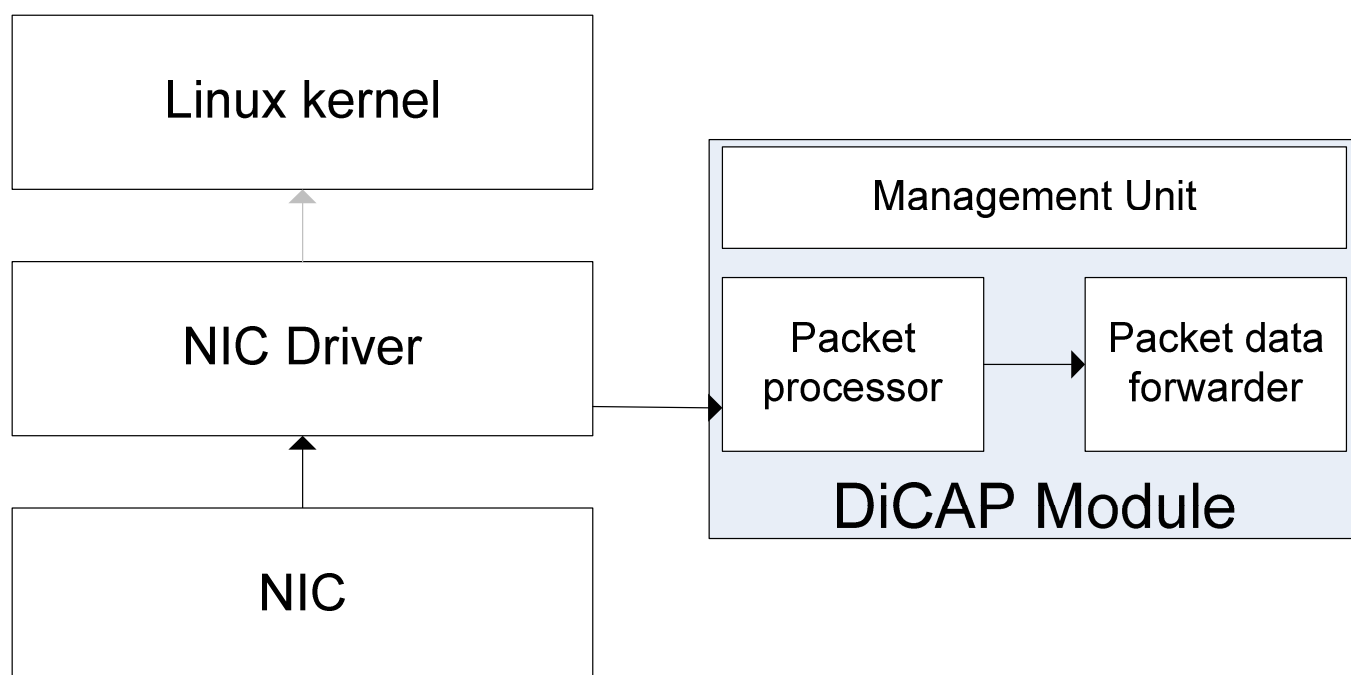 Linux kernel
Management Unit
NIC Driver
Packet
processor
Packet data
forwarder
DiCAP Module
NIC